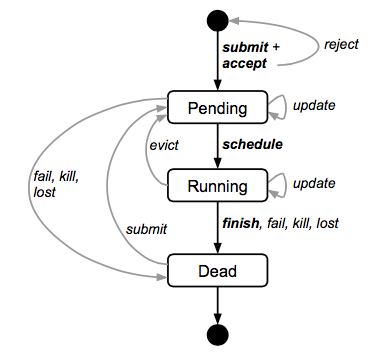 reject
submit +
accept
Pending
update
evict
schedule
fail, kill,
lost
Running
update
submit
finish, fail, kill, lost
Dead